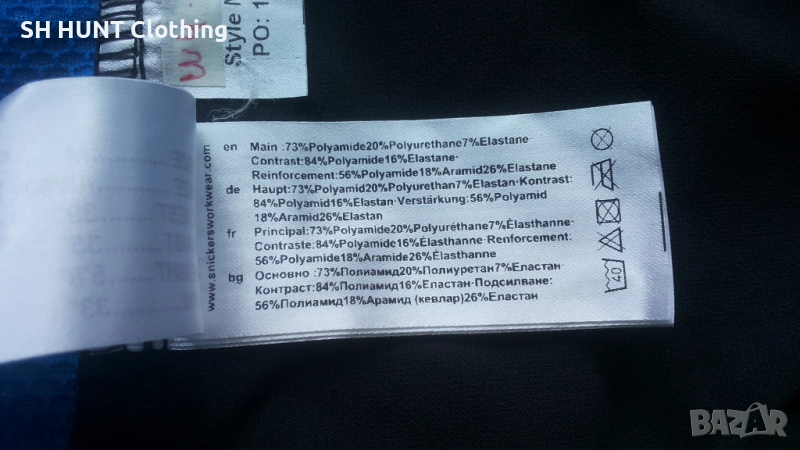 SH HUNT Clothing
Style N
PO: 1
www.snickersworkwear.com
en Main :73%Polyamide20%Polyurethane7%Elastane·
Contrast:84%Polyamide16%Elastane·
Reinforcement:56%Polyamide18%Aramid26%Elastane
de Haupt:73%Polyamid20%Polyurethan7%Elastan·Kontrast:
84%Polyamid16%Elastan·Verstärkung:56%Polyamid
18%Aramid26%Elastan
fr Principal:73%Polyamide20%Polyuréthane7%Élasthanne·
Contraste:84%Polyamide16%Élasthanne·Renforcement:
56%Polyamide18%Aramide26%Élasthanne
bg Основно :73%Полиамид20%Полиуретан7%Еластан
Контраст:84%Полиамид16%Еластан·Подсилване:
56%Полиамид18%Арамид (кевлар)26%Еластан
40
BAZAR